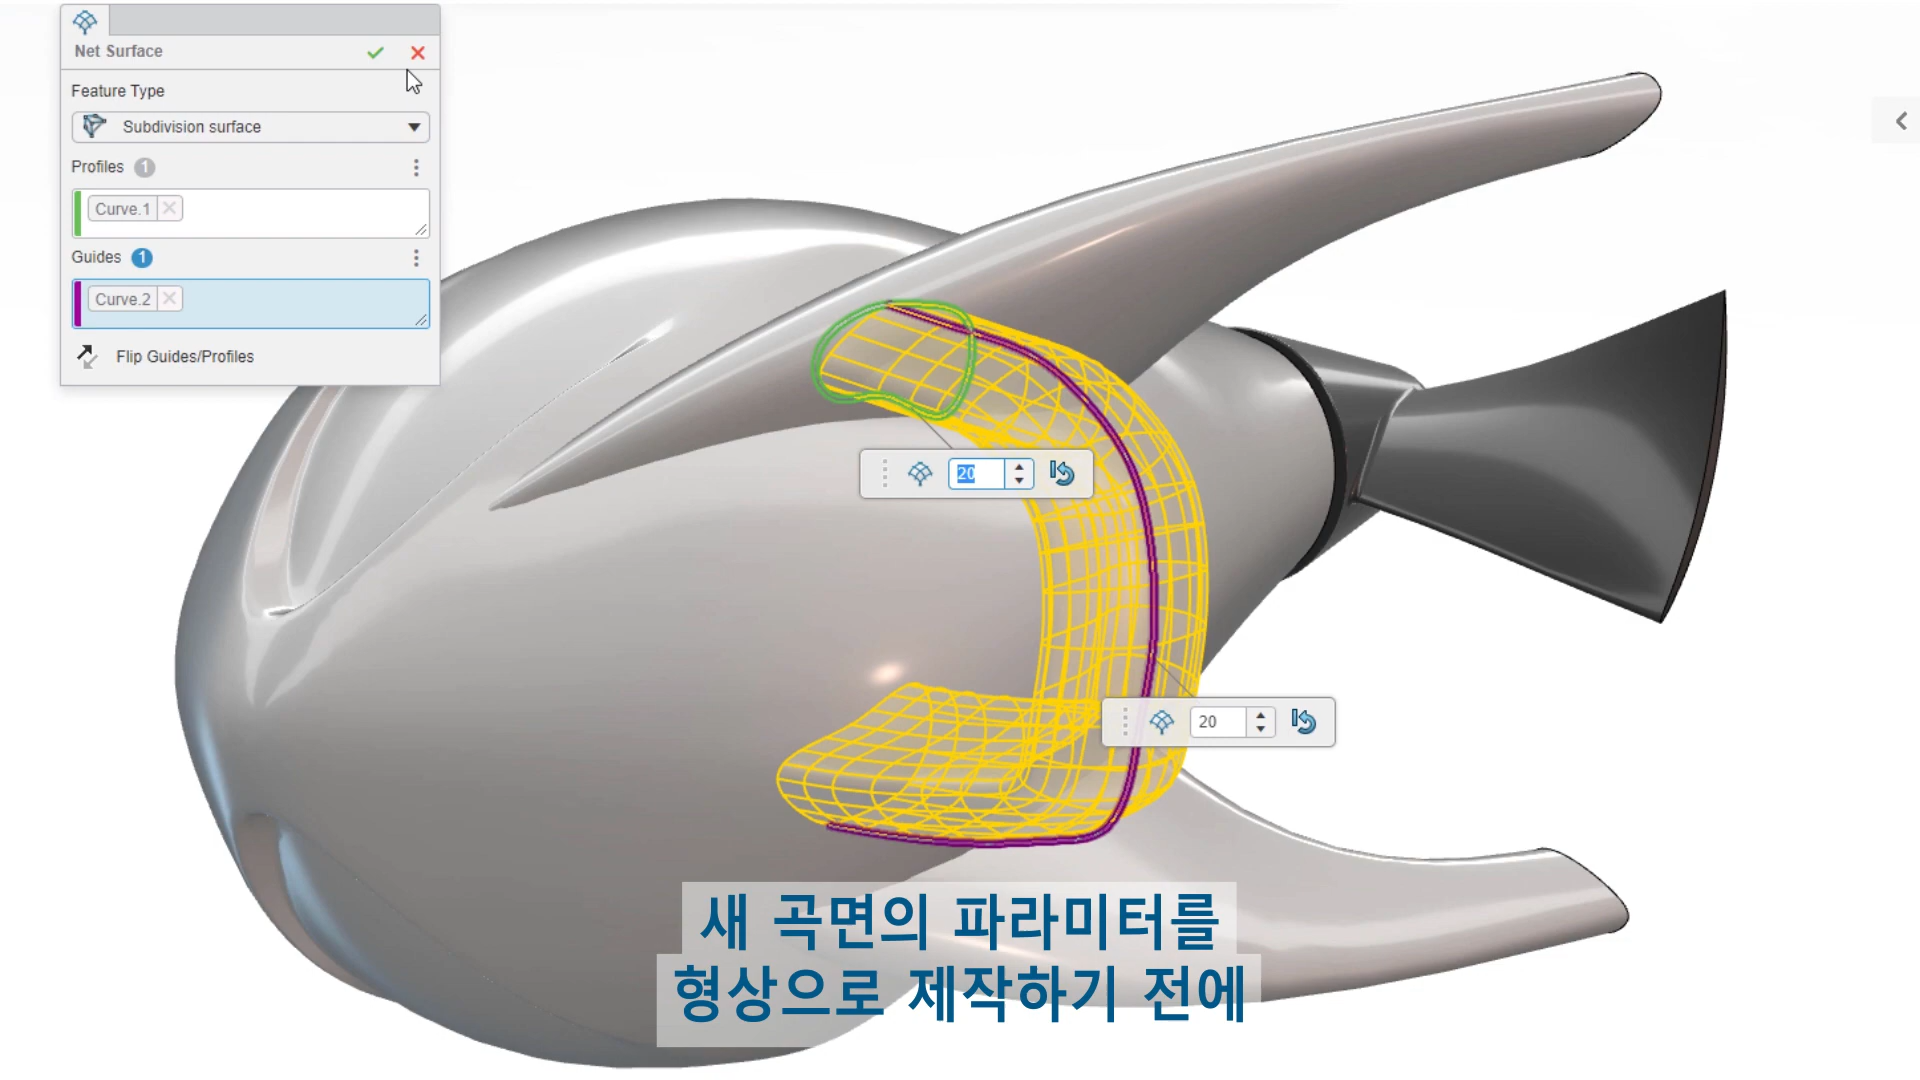 Net Surface
Feature Type
Subdivision surface
Profiles 1
Curve.1
Guides 1
Curve.2
Flip Guides/Profiles
20
20
새 곡면의 파라미터를
형상으로 제작하기 전에